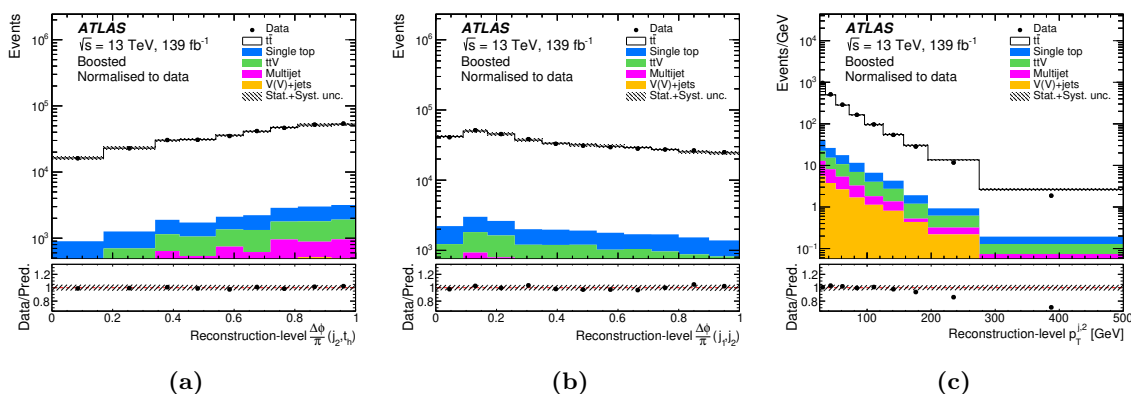 ATLAS
√s = 13 TeV, 139 fb⁻¹
Boosted
Normalised to data
Data
tt̄
Single top
ttV
Multijet
V(V)+jets
Stat.+Syst. unc.
Events
10⁶
10⁵
10⁴
10³
Data/Pred.
1.2
1
0.8
0 0.2 0.4 0.6 0.8 1
Reconstruction-level Δφ/π (j₂,tₕ)
(a)
ATLAS
√s = 13 TeV, 139 fb⁻¹
Boosted
Normalised to data
Data
tt̄
Single top
ttV
Multijet
V(V)+jets
Stat.+Syst. unc.
Events
10⁶
10⁵
10⁴
10³
Data/Pred.
1.2
1
0.8
0 0.2 0.4 0.6 0.8 1
Reconstruction-level Δφ/π (j₁,j₂)
(b)
ATLAS
√s = 13 TeV, 139 fb⁻¹
Boosted
Normalised to data
Data
tt̄
Single top
ttV
Multijet
V(V)+jets
Stat.+Syst. unc.
Events/GeV
10⁴
10³
10²
10
1
10⁻¹
Data/Pred.
1.2
1
0.8
100 200 300 400 500
Reconstruction-level p_T^{j,2} [GeV]
(c)